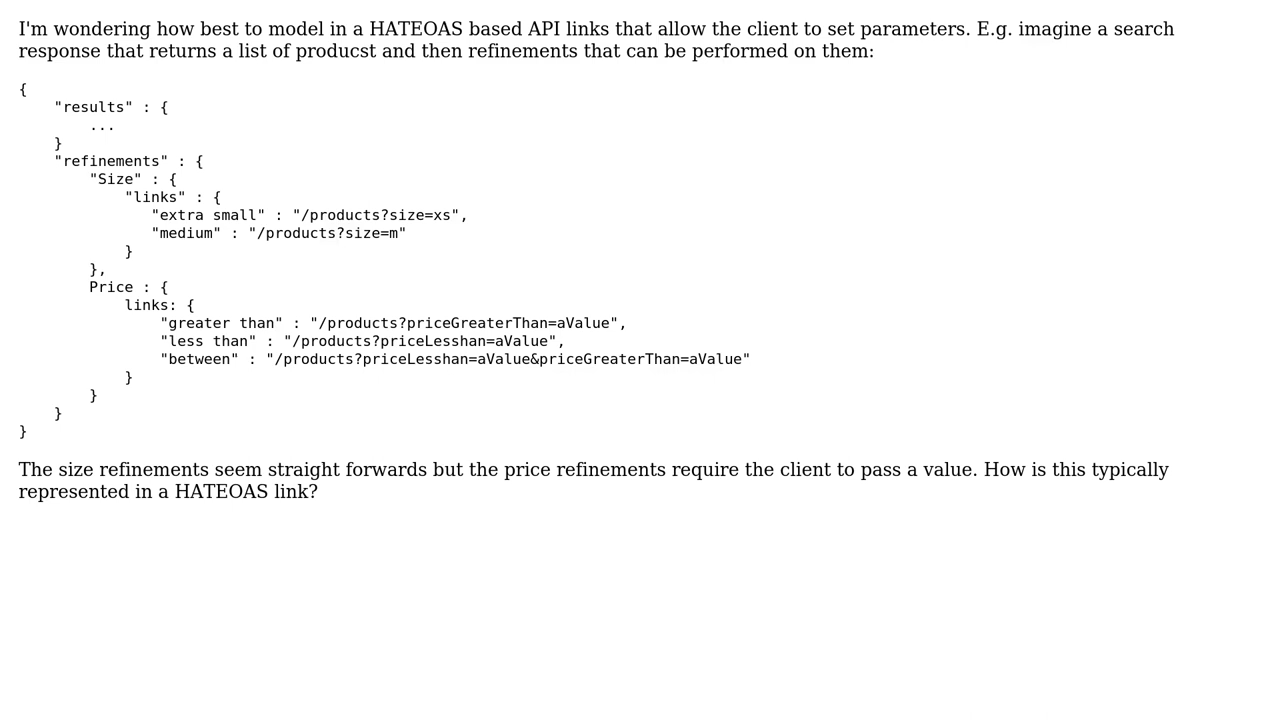 I'm wondering how best to model in a HATEOAS based API links that allow the client to set parameters. E.g. imagine a search
response that returns a list of producst and then refinements that can be performed on them:
{
    "results" : {
        ...
    }
    "refinements" : {
        "Size" : {
            "links" : {
               "extra small" : "/products?size=xs",
               "medium" : "/products?size=m"
            }
        },
        Price : {
            links: {
                "greater than" : "/products?priceGreaterThan=aValue",
                "less than" : "/products?priceLesshan=aValue",
                "between" : "/products?priceLesshan=aValue&priceGreaterThan=aValue"
            }
        }
    }
}
The size refinements seem straight forwards but the price refinements require the client to pass a value. How is this typically
represented in a HATEOAS link?